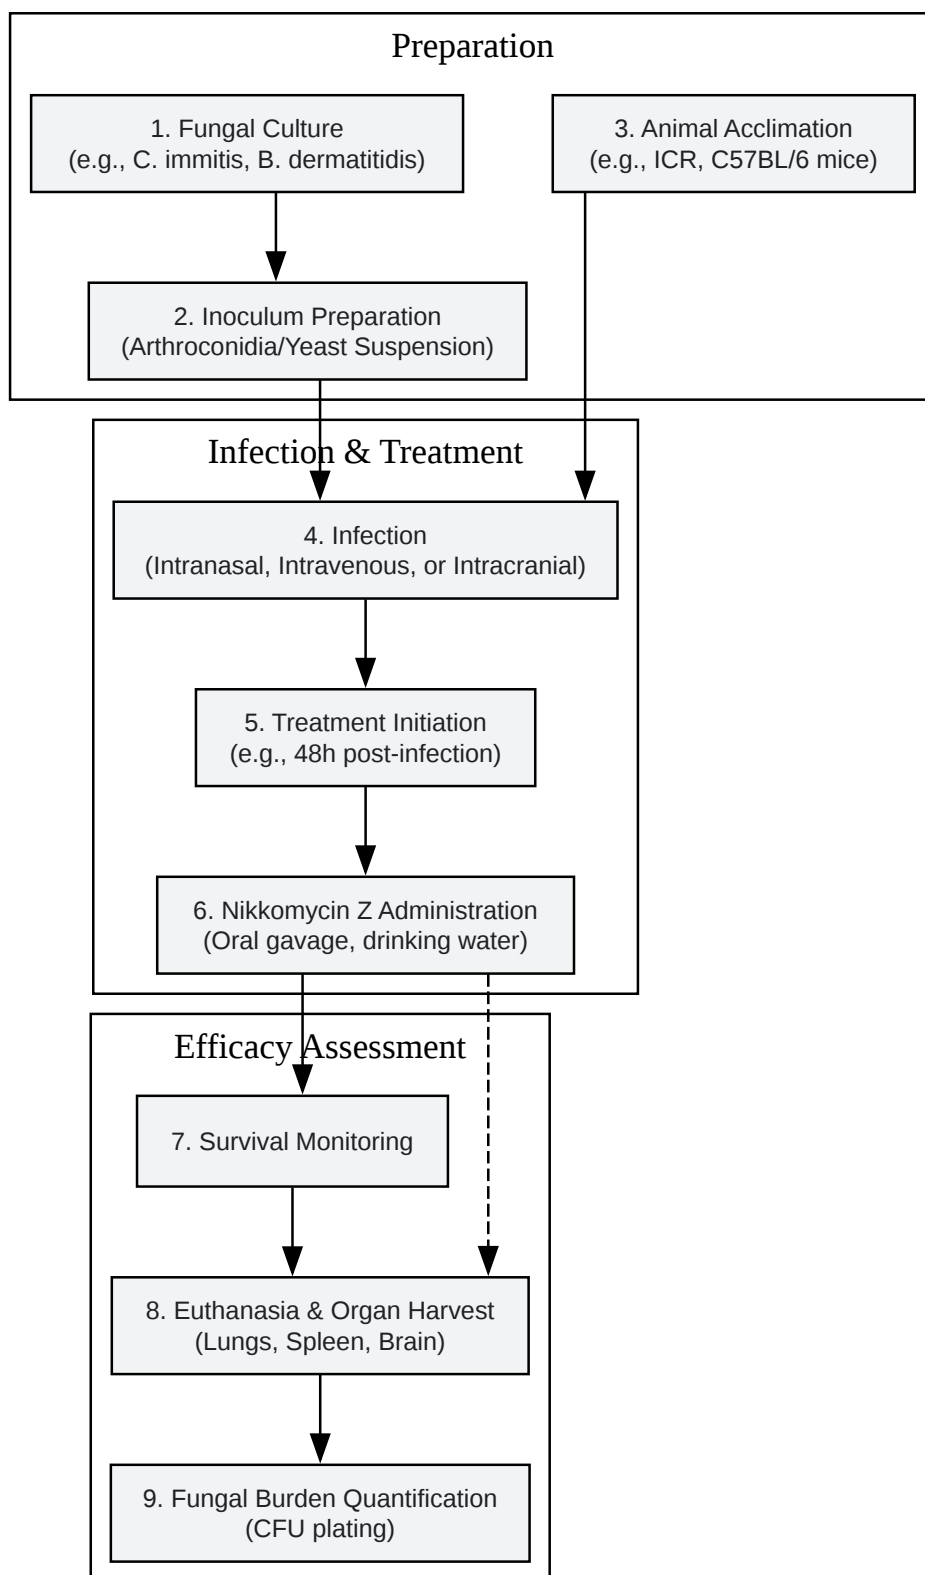 Preparation
1. Fungal Culture
(e.g., C. immitis, B. dermatitidis)
3. Animal Acclimation
(e.g., ICR, C57BL/6 mice)
2. Inoculum Preparation
(Arthroconidia/Yeast Suspension)
Infection & Treatment
4. Infection
(Intranasal, Intravenous, or Intracranial)
5. Treatment Initiation
(e.g., 48h post-infection)
6. Nikkomycin Z Administration
(Oral gavage, drinking water)
Efficacy Assessment
7. Survival Monitoring
8. Euthanasia & Organ Harvest
(Lungs, Spleen, Brain)
9. Fungal Burden Quantification
(CFU plating)